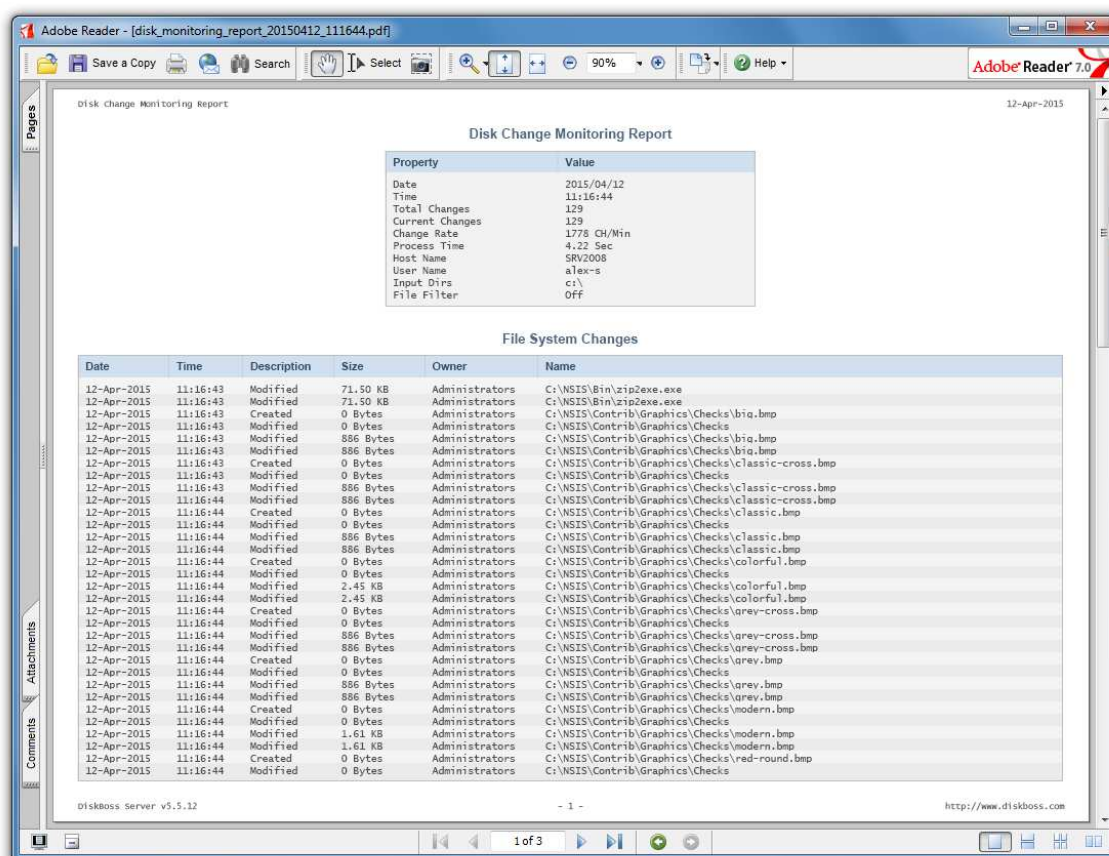 Adobe Reader - [disk_monitoring_report_20150412_111644.pdf]
Save a Copy Search Select 90% Help Adobe Reader 7.0
Pages
Attachments
Comments
Disk Change Monitoring Report 12-Apr-2015
Disk Change Monitoring Report
Property Value
Date 2015/04/12
Time 11:16:44
Total Changes 129
Current Changes 129
Change Rate 1778 CH/Min
Process Time 4.22 Sec
Host Name SRV2008
User Name alex-s
Input Dirs c:\
File Filter Off
File System Changes
Date Time Description Size Owner Name
12-Apr-2015 11:16:43 Modified 71.50 KB Administrators C:\NSIS\Bin\zip2exe.exe
12-Apr-2015 11:16:43 Modified 71.50 KB Administrators C:\NSIS\Bin\zip2exe.exe
12-Apr-2015 11:16:43 Created 0 Bytes Administrators C:\NSIS\Contrib\Graphics\Checks\big.bmp
12-Apr-2015 11:16:43 Modified 0 Bytes Administrators C:\NSIS\Contrib\Graphics\Checks
12-Apr-2015 11:16:43 Modified 886 Bytes Administrators C:\NSIS\Contrib\Graphics\Checks\big.bmp
12-Apr-2015 11:16:43 Modified 886 Bytes Administrators C:\NSIS\Contrib\Graphics\Checks\big.bmp
12-Apr-2015 11:16:43 Created 0 Bytes Administrators C:\NSIS\Contrib\Graphics\Checks\classic-cross.bmp
12-Apr-2015 11:16:43 Modified 0 Bytes Administrators C:\NSIS\Contrib\Graphics\Checks
12-Apr-2015 11:16:43 Modified 886 Bytes Administrators C:\NSIS\Contrib\Graphics\Checks\classic-cross.bmp
12-Apr-2015 11:16:44 Modified 886 Bytes Administrators C:\NSIS\Contrib\Graphics\Checks\classic-cross.bmp
12-Apr-2015 11:16:44 Created 0 Bytes Administrators C:\NSIS\Contrib\Graphics\Checks\classic.bmp
12-Apr-2015 11:16:44 Modified 0 Bytes Administrators C:\NSIS\Contrib\Graphics\Checks
12-Apr-2015 11:16:44 Modified 886 Bytes Administrators C:\NSIS\Contrib\Graphics\Checks\classic.bmp
12-Apr-2015 11:16:44 Modified 886 Bytes Administrators C:\NSIS\Contrib\Graphics\Checks\classic.bmp
12-Apr-2015 11:16:44 Created 0 Bytes Administrators C:\NSIS\Contrib\Graphics\Checks\colorful.bmp
12-Apr-2015 11:16:44 Modified 0 Bytes Administrators C:\NSIS\Contrib\Graphics\Checks
12-Apr-2015 11:16:44 Modified 2.45 KB Administrators C:\NSIS\Contrib\Graphics\Checks\colorful.bmp
12-Apr-2015 11:16:44 Modified 2.45 KB Administrators C:\NSIS\Contrib\Graphics\Checks\colorful.bmp
12-Apr-2015 11:16:44 Created 0 Bytes Administrators C:\NSIS\Contrib\Graphics\Checks\grey-cross.bmp
12-Apr-2015 11:16:44 Modified 0 Bytes Administrators C:\NSIS\Contrib\Graphics\Checks
12-Apr-2015 11:16:44 Modified 886 Bytes Administrators C:\NSIS\Contrib\Graphics\Checks\grey-cross.bmp
12-Apr-2015 11:16:44 Modified 886 Bytes Administrators C:\NSIS\Contrib\Graphics\Checks\grey-cross.bmp
12-Apr-2015 11:16:44 Created 0 Bytes Administrators C:\NSIS\Contrib\Graphics\Checks\grey.bmp
12-Apr-2015 11:16:44 Modified 0 Bytes Administrators C:\NSIS\Contrib\Graphics\Checks
12-Apr-2015 11:16:44 Modified 886 Bytes Administrators C:\NSIS\Contrib\Graphics\Checks\grey.bmp
12-Apr-2015 11:16:44 Modified 886 Bytes Administrators C:\NSIS\Contrib\Graphics\Checks\grey.bmp
12-Apr-2015 11:16:44 Created 0 Bytes Administrators C:\NSIS\Contrib\Graphics\Checks\modern.bmp
12-Apr-2015 11:16:44 Modified 0 Bytes Administrators C:\NSIS\Contrib\Graphics\Checks
12-Apr-2015 11:16:44 Modified 1.61 KB Administrators C:\NSIS\Contrib\Graphics\Checks\modern.bmp
12-Apr-2015 11:16:44 Modified 1.61 KB Administrators C:\NSIS\Contrib\Graphics\Checks\modern.bmp
12-Apr-2015 11:16:44 Created 0 Bytes Administrators C:\NSIS\Contrib\Graphics\Checks\red-round.bmp
12-Apr-2015 11:16:44 Modified 0 Bytes Administrators C:\NSIS\Contrib\Graphics\Checks
DiskBoss Server v5.5.12 - 1 - http://www.diskboss.com
1 of 3